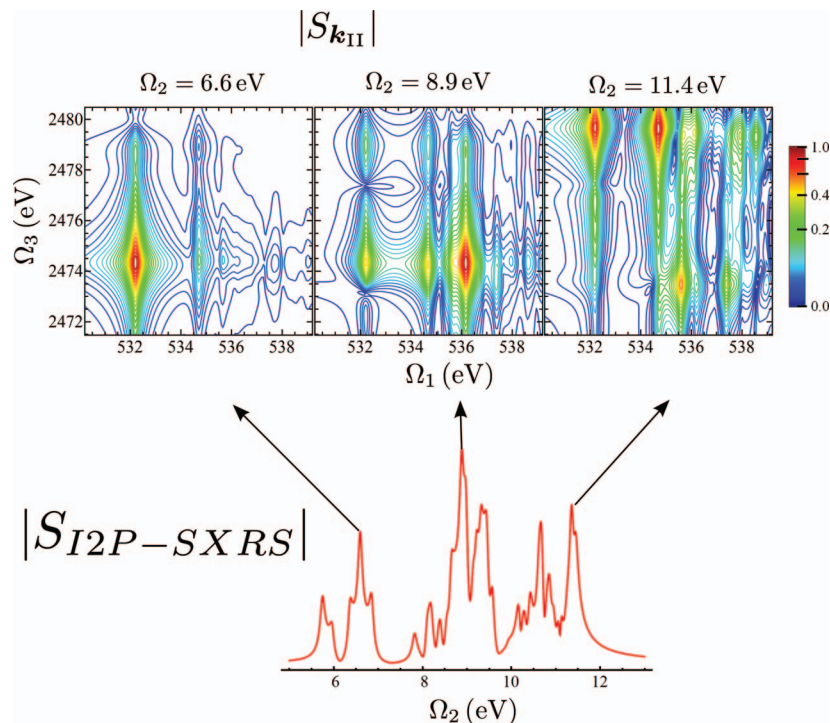 |S_{k_{II}}|
Ω₂ = 6.6 eV Ω₂ = 8.9 eV Ω₂ = 11.4 eV
2480
2478
2476
2474
2472
Ω₃ (eV)
532 534 536 538 532 534 536 538 532 534 536 538
Ω₁ (eV)
1.0
0.4
0.2
0.0
|S_{I2P−SXRS}|
6 8 10 12
Ω₂ (eV)